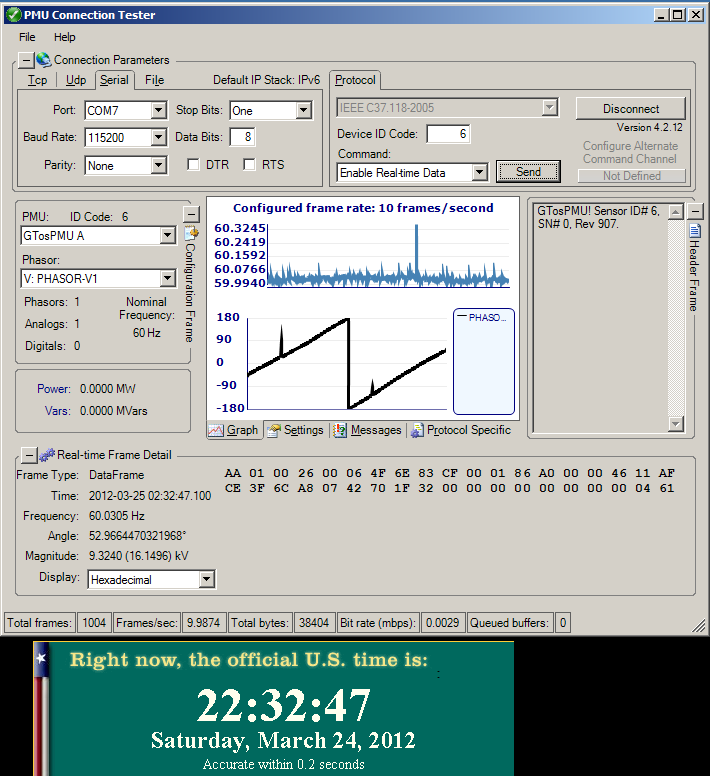 PMU Connection Tester
File Help
Connection Parameters
Tcp Udp Serial File Default IP Stack: IPv6
Protocol
Port: COM7 Stop Bits: One
Baud Rate: 115200 Data Bits: 8
Parity: None DTR RTS
IEEE C37.118-2005
Device ID Code: 6
Command:
Enable Real-time Data Send
Disconnect
Version 4.2.12
Configure Alternate
Command Channel
Not Defined
PMU: ID Code: 6
GTosPMU A
Phasor:
V: PHASOR-V1
Phasors: 1
Analogs: 1
Digitals: 0
Nominal
Frequency:
60 Hz
Configuration Frame
Power: 0.0000 MW
Vars: 0.0000 MVars
Configured frame rate: 10 frames/second
60.3245
60.2419
60.1592
60.0766
59.9940
180
90
0
-90
-180
PHASO...
Graph Settings Messages Protocol Specific
GTosPMU! Sensor ID# 6,
SN# 0, Rev 907.
Header Frame
Real-time Frame Detail
Frame Type: DataFrame
Time: 2012-03-25 02:32:47.100
Frequency: 60.0305 Hz
Angle: 52.9664470321968°
Magnitude: 9.3240 (16.1496) kV
Display: Hexadecimal
AA 01 00 26 00 06 4F 6E 83 CF 00 01 86 A0 00 00 46 11 AF
CE 3F 6C A8 07 42 70 1F 32 00 00 00 00 00 00 00 00 04 61
Total frames: 1004 Frames/sec: 9.9874 Total bytes: 38404 Bit rate (mbps): 0.0029 Queued buffers: 0
Right now, the official U.S. time is:
22:32:47
Saturday, March 24, 2012
Accurate within 0.2 seconds